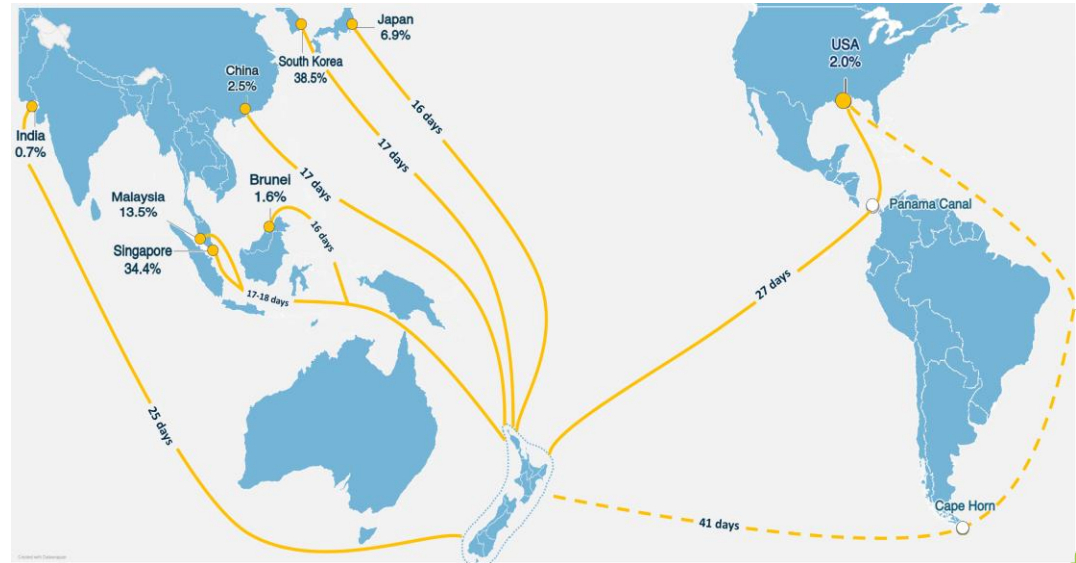 Japan
6.9%
South Korea
38.5%
USA
2.0%
China
2.5%
16 days
17 days
India
0.7%
17 days
Brunei
1.6%
Malaysia
13.5%
Singapore
34.4%
16 days
17-18 days
Panama Canal
27 days
25 days
Cape Horn
41 days